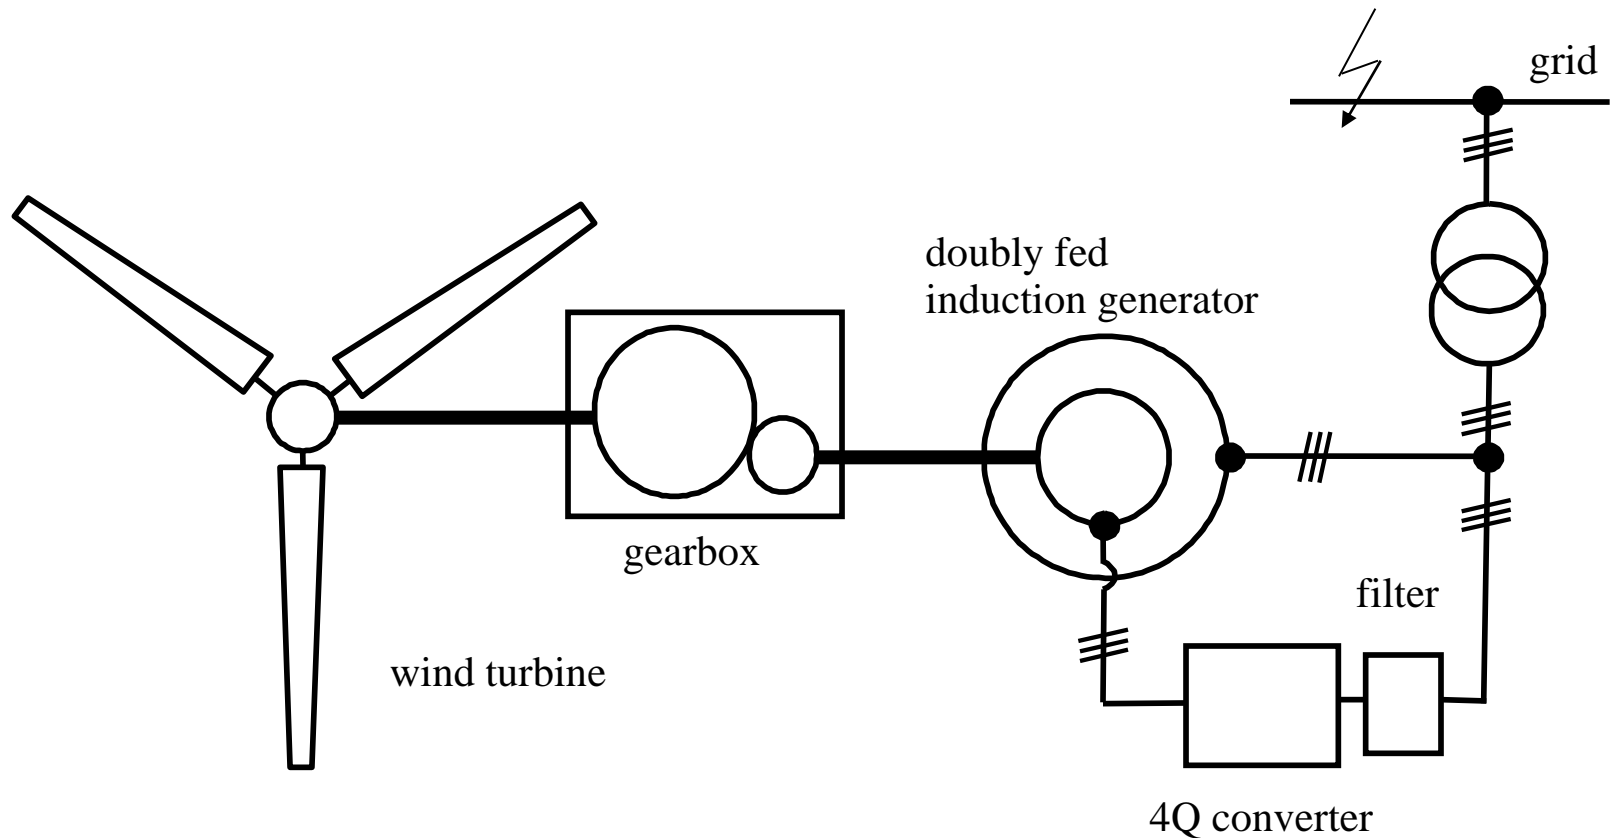 grid
doubly fed
induction generator
gearbox
filter
wind turbine
4Q converter